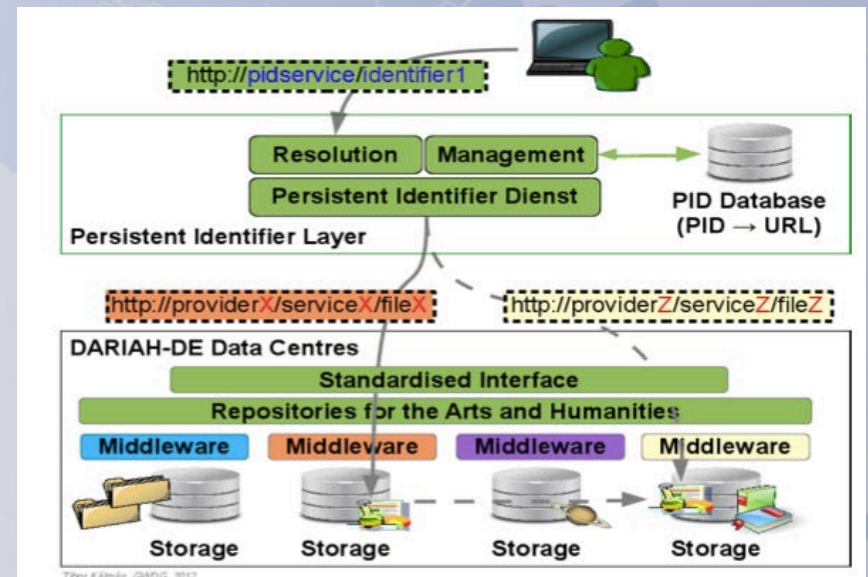 http://pidservice/identifier1
Resolution Management
Persistent Identifier Dienst
PID Database
(PID → URL)
Persistent Identifier Layer
http://providerX/serviceX/fileX http://providerZ/serviceZ/fileZ
DARIAH-DE Data Centres
Standardised Interface
Repositories for the Arts and Humanities
Middleware Middleware Middleware Middleware
Storage Storage Storage Storage
GWDG, 2012